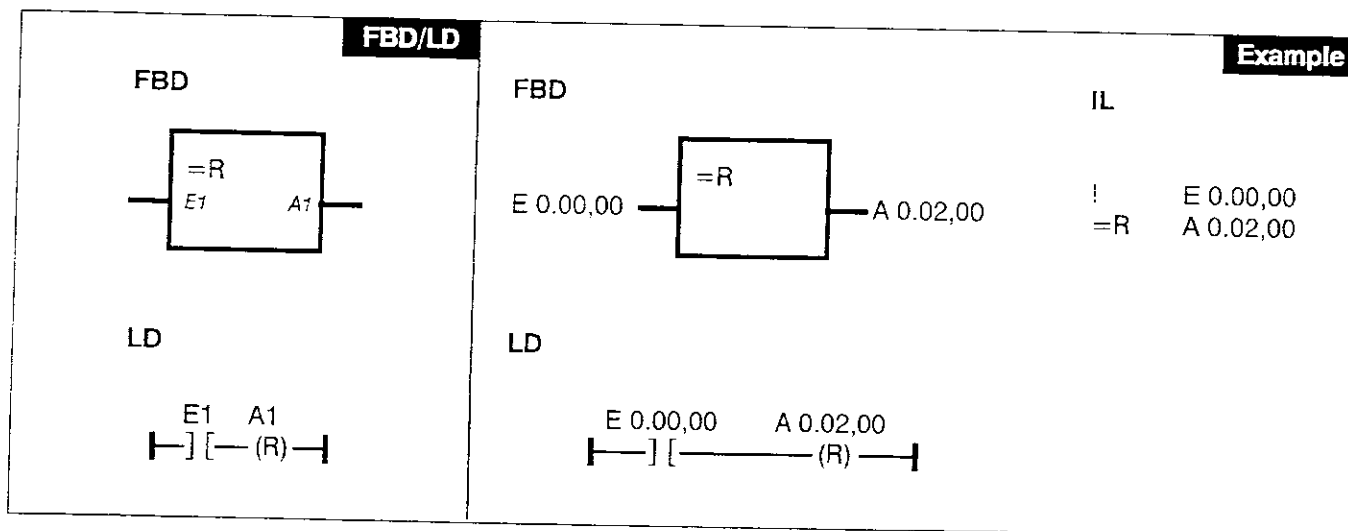 FBD/LD
FBD
=R
E1 A1
LD
E1 A1
] [ (R)
Example
FBD
=R
E 0.00,00 A 0.02,00
LD
E 0.00,00 A 0.02,00
] [ (R)
IL
! E 0.00,00
=R A 0.02,00